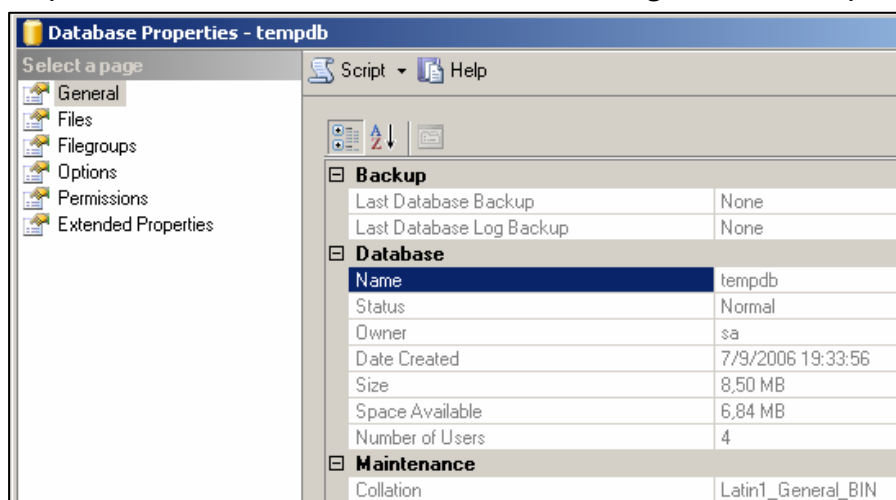 Database Properties - tempdb
Select a page
General
Files
Filegroups
Options
Permissions
Extended Properties
Script Help
Backup
Last Database Backup None
Last Database Log Backup None
Database
Name tempdb
Status Normal
Owner sa
Date Created 7/9/2006 19:33:56
Size 8,50 MB
Space Available 6,84 MB
Number of Users 4
Maintenance
Collation Latin1_General_BIN